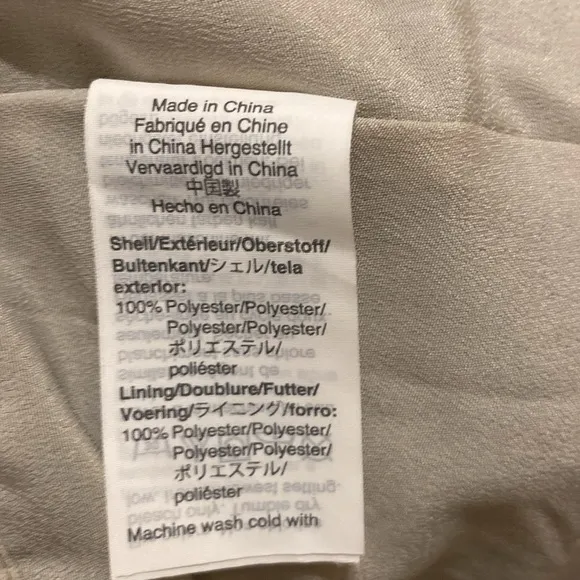 Made in China
Fabriqué en Chine
in China Hergestellt
Vervaardigd in China
中国製
Hecho en China
Shell/Extérieur/Oberstoff/
Buitenkant/シェル/tela
exterior:
100% Polyester/Polyester/
Polyester/Polyester/
ポリエステル/
poliéster
Lining/Doublure/Futter/
Voering/ライニング/forro:
100% Polyester/Polyester/
Polyester/Polyester/
ポリエステル/
poliéster
Machine wash cold with